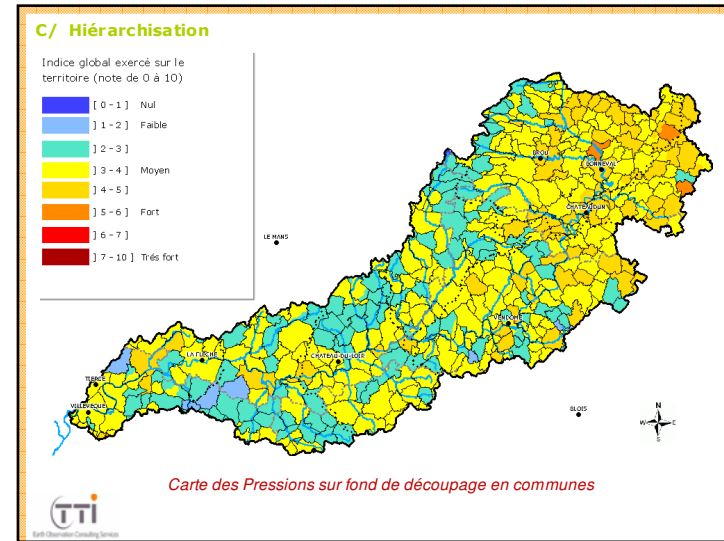 C/ Hiérarchisation
Indice global exercé sur le
territoire (note de 0 à 10)
[ 0 - 1 ] Nul
] 1 - 2 ] Faible
] 2 - 3 ]
] 3 - 4 ] Moyen
] 4 - 5 ]
] 5 - 6 ] Fort
] 6 - 7 ]
] 7 - 10 ] Trés fort
BROU
BONNEVAL
CHATEAUDUN
LE MANS
VENDOME
LA FLECHE
CHATEAU-DU-LOIR
TIERCE
VILLEVEQUE
BLOIS
N
W
E
S
Carte des Pressions sur fond de découpage en communes
TTI
Earth Observation Consulting Services